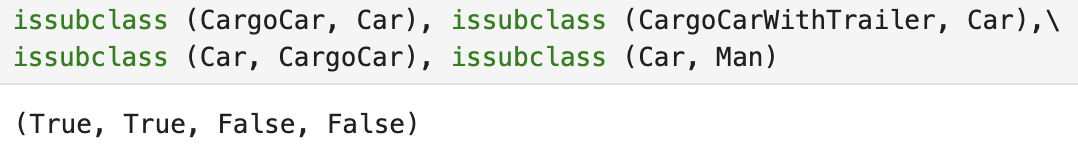 issubclass (CargoCar, Car), issubclass (CargoCarWithTrailer, Car),\
issubclass (Car, CargoCar), issubclass (Car, Man)
(True, True, False, False)